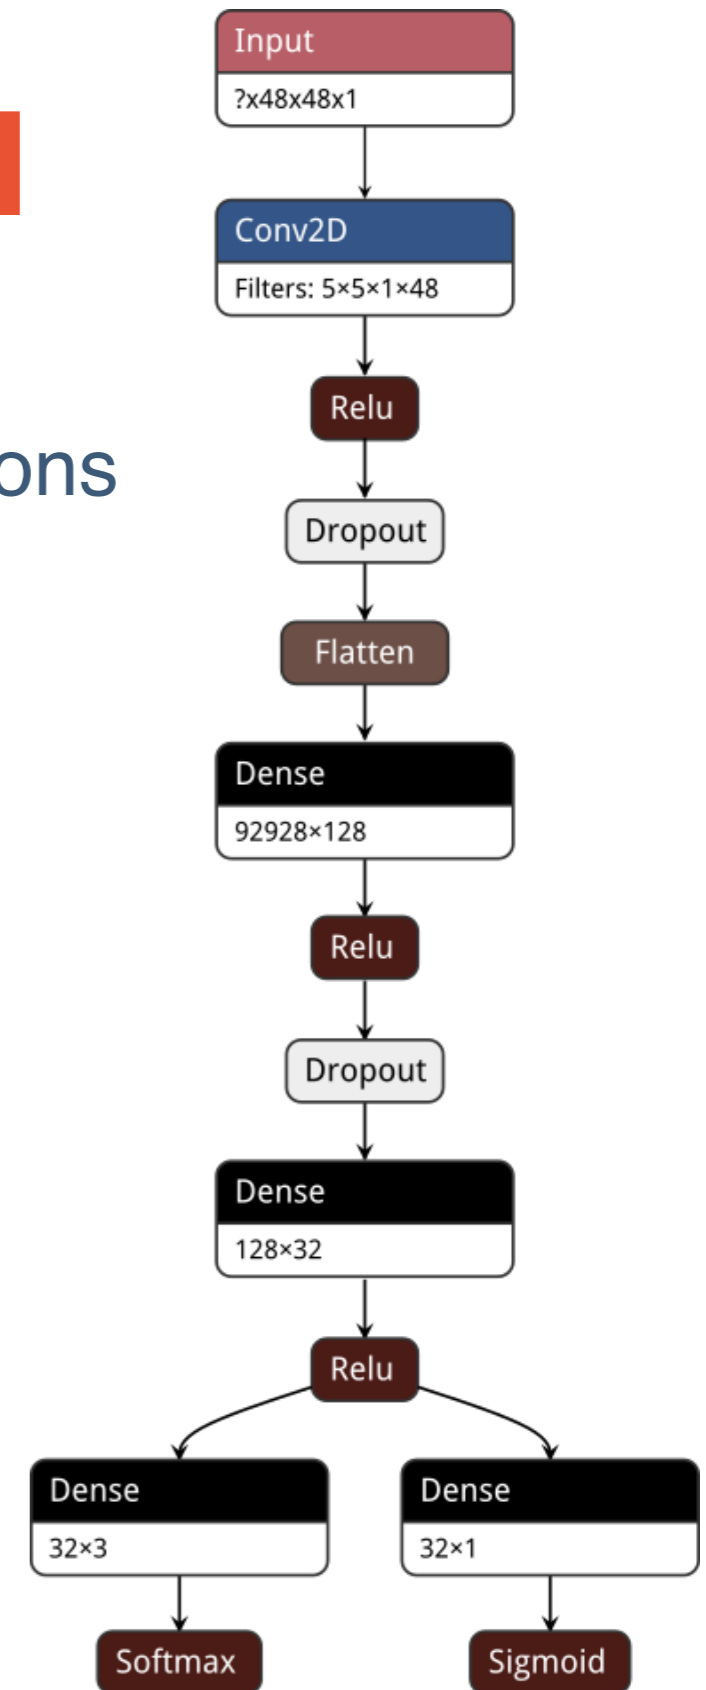 Input
?x48x48x1
Conv2D
Filters: 5×5×1×48
Relu
ons
Dropout
Flatten
Dense
92928×128
Relu
Dropout
Dense
128×32
Relu
Dense
32×3
Dense
32×1
Softmax
Sigmoid